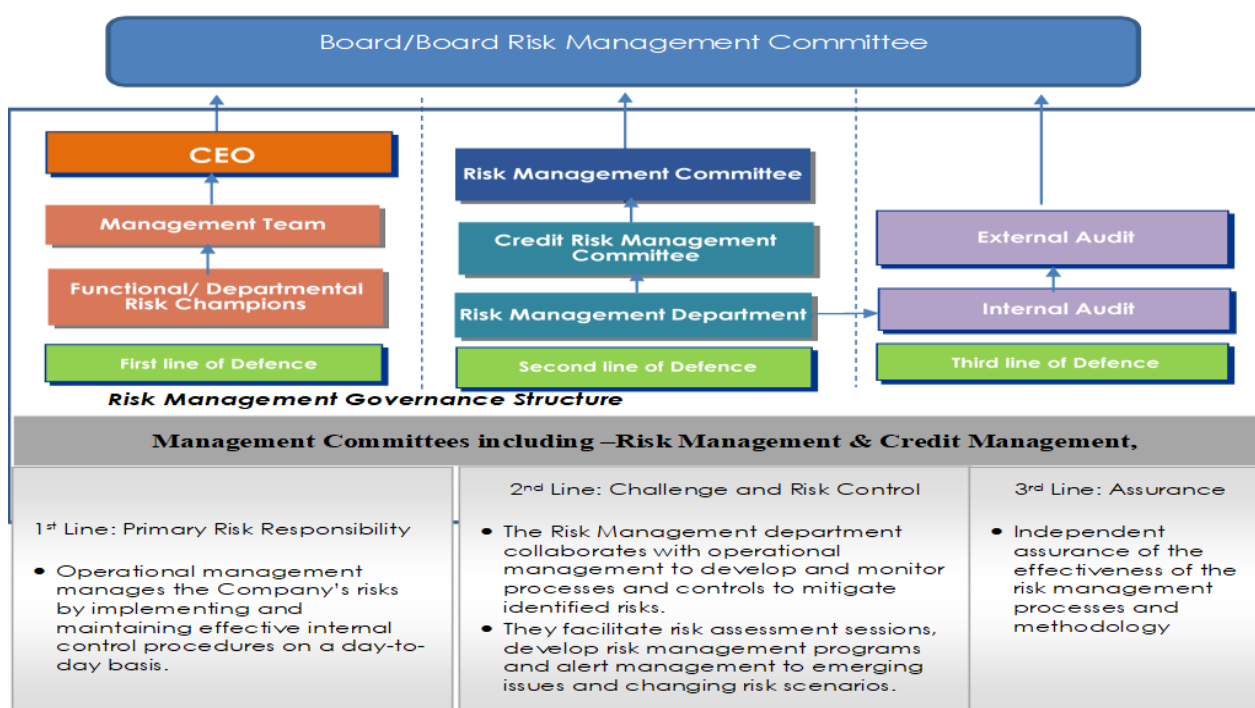 Board/Board Risk Management Committee
CEO
Management Team
Functional/ Departmental
Risk Champions
First line of Defence
Risk Management Committee
Credit Risk Management
Committee
Risk Management Department
Second line of Defence
External Audit
Internal Audit
Third line of Defence
Risk Management Governance Structure
Management Committees including –Risk Management & Credit Management,
1st Line: Primary Risk Responsibility
• Operational management
manages the Company's risks
by implementing and
maintaining effective internal
control procedures on a day-to-
day basis.
2nd Line: Challenge and Risk Control
• The Risk Management department
collaborates with operational
management to develop and monitor
processes and controls to mitigate
identified risks.
• They facilitate risk assessment sessions,
develop risk management programs
and alert management to emerging
issues and changing risk scenarios.
3rd Line: Assurance
• Independent
assurance of the
effectiveness of the
risk management
processes and
methodology